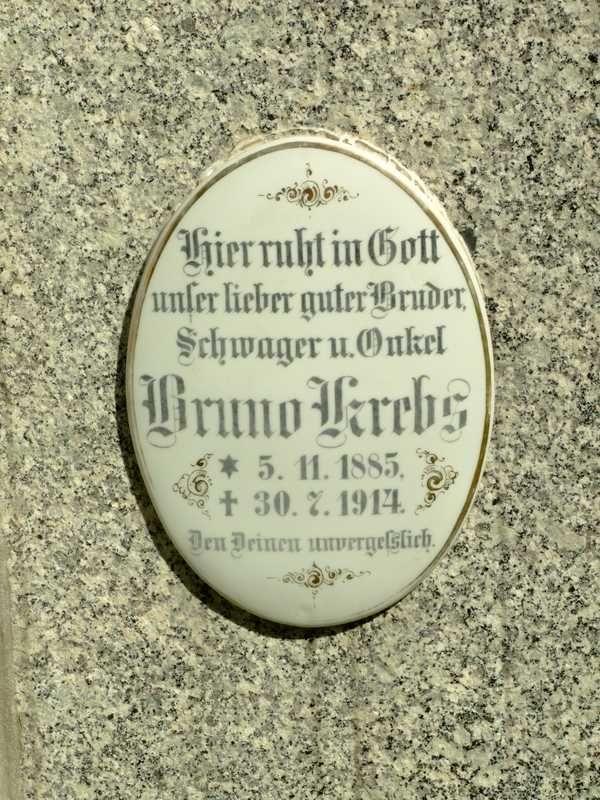 Hier ruht in Gott
unser lieber guter Bruder,
Schwager u. Onkel
Bruno Krebs
* 5. 11. 1885.
† 30. 7. 1914.
Den Deinen unvergesslich.